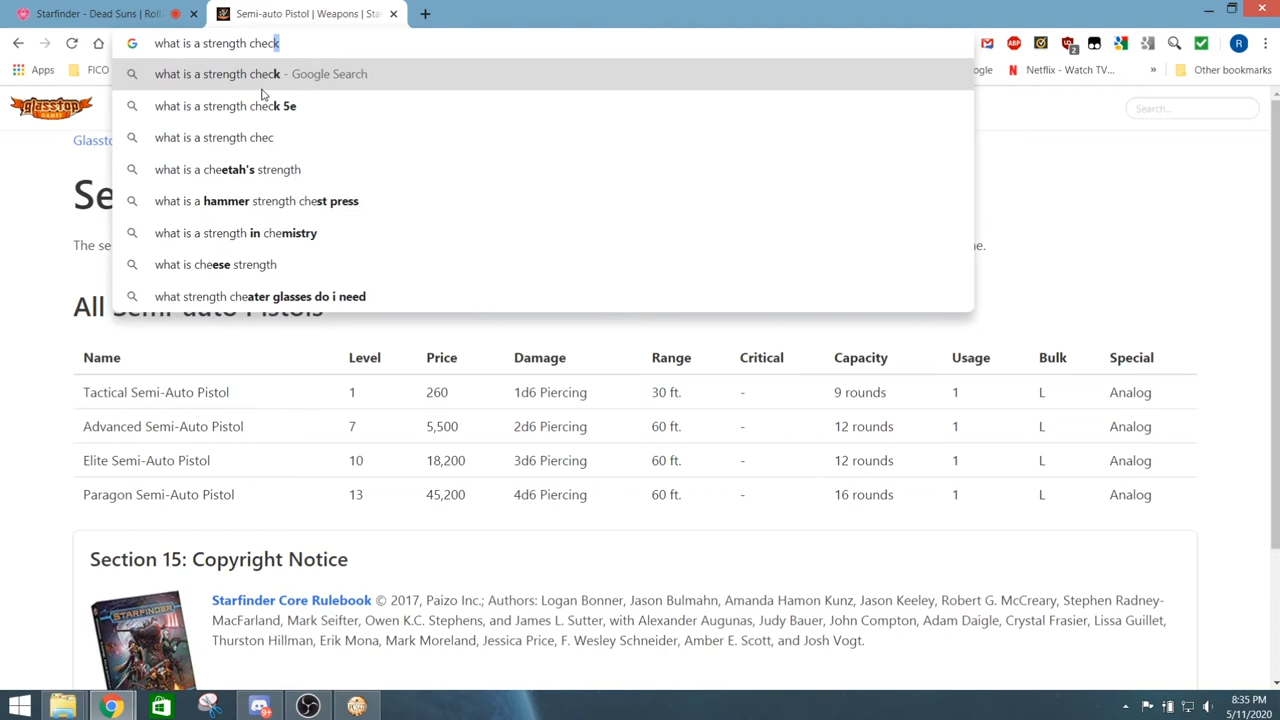 Starfinder - Dead Suns | Rol
Semi-auto Pistol | Weapons | Sta
what is a strength check
Apps
FICO
ogle
Netflix - Watch TV...
»
Other bookmarks
R
2
what is a strength check - Google Search
what is a strength check 5e
what is a strength chec
what is a cheetah's strength
what is a hammer strength chest press
what is a strength in chemistry
what is cheese strength
what strength cheater glasses do i need
glasstop
GAMES
Search...
Glassto
Se
The se
ne.
All Semi-auto Pistols
Name Level Price Damage Range Critical Capacity Usage Bulk Special
Tactical Semi-Auto Pistol 1 260 1d6 Piercing 30 ft. - 9 rounds 1 L Analog
Advanced Semi-Auto Pistol 7 5,500 2d6 Piercing 60 ft. - 12 rounds 1 L Analog
Elite Semi-Auto Pistol 10 18,200 3d6 Piercing 60 ft. - 12 rounds 1 L Analog
Paragon Semi-Auto Pistol 13 45,200 4d6 Piercing 60 ft. - 16 rounds 1 L Analog
Section 15: Copyright Notice
STARFINDER
Starfinder Core Rulebook © 2017, Paizo Inc.; Authors: Logan Bonner, Jason Bulmahn, Amanda Hamon Kunz, Jason Keeley, Robert G. McCreary, Stephen Radney-
MacFarland, Mark Seifter, Owen K.C. Stephens, and James L. Sutter, with Alexander Augunas, Judy Bauer, John Compton, Adam Daigle, Crystal Frasier, Lissa Guillet,
Thurston Hillman, Erik Mona, Mark Moreland, Jessica Price, F. Wesley Schneider, Amber E. Scott, and Josh Vogt.
8:35 PM
5/11/2020